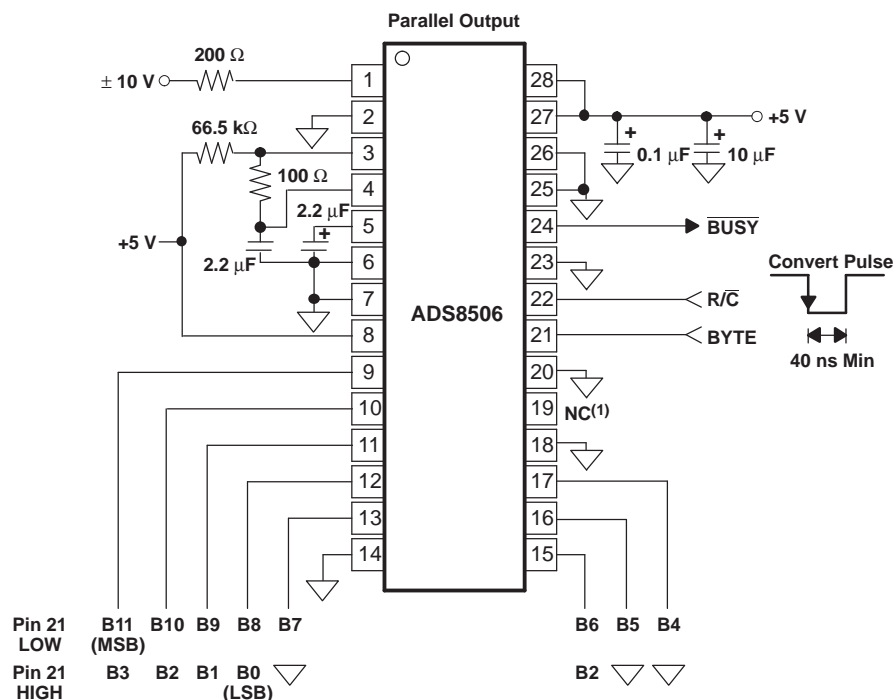 Parallel Output
200 Ω
± 10 V
66.5 kΩ
100 Ω
2.2 μF
+5 V
2.2 μF
1
2
3
4
5
6
7
8
9
10
11
12
13
14
ADS8506
28
27
26
25
24
23
22
21
20
19
18
17
16
15
+5 V
+
0.1 μF
+
10 μF
+
BUSY
R/C
BYTE
NC(1)
Convert Pulse
40 ns Min
Pin 21 LOW B11 (MSB) B10 B9 B8 B7 B6 B5 B4
Pin 21 HIGH B3 B2 B1 B0 (LSB) B2